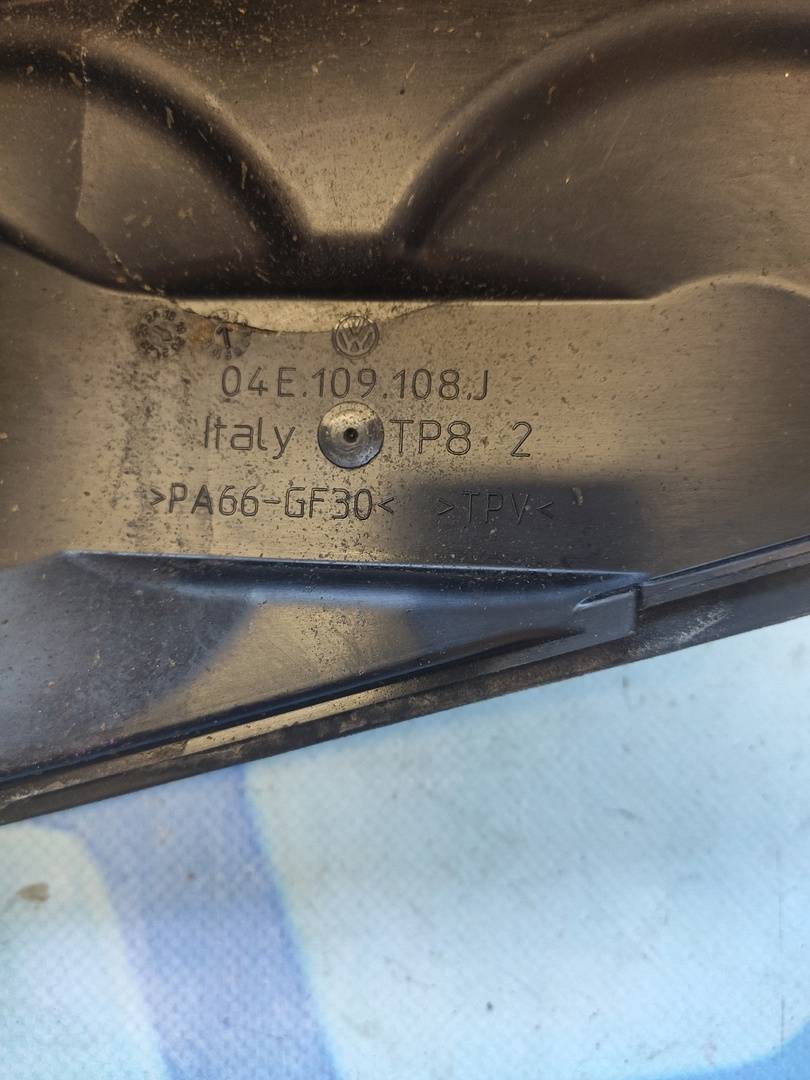 04E.109.108.J
Italy TP8 2
>PA66-GF30< >TPV<